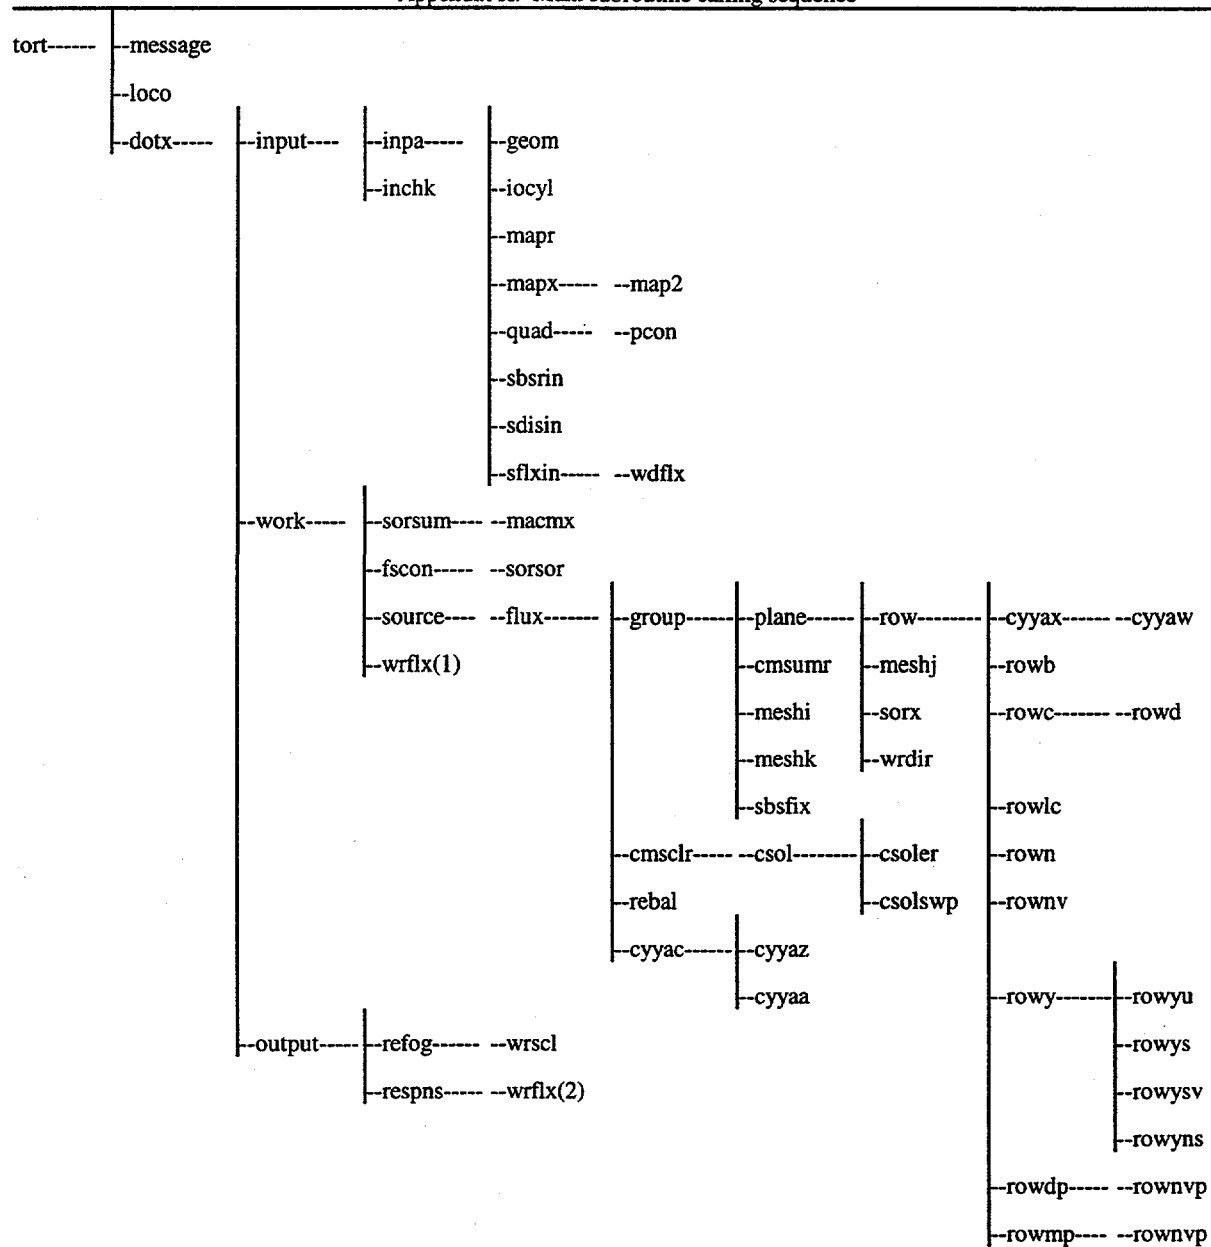 tort------ --message
--loco
--dotx----- --input---- --inpa----- --geom
--inchk --iocyl
--mapr
--mapx----- --map2
--quad----- --pcon
--sbsrin
--sdisin
--sflxin----- --wdflx
--work----- --sorsum---- --macmx
--fscon----- --sorsor
--source---- --flux------- --group------ --plane------ --row-------- --cyyax------ --cyyaw
--wrflx(1) --cmsumr --meshj --rowb
--meshi --sorx --rowc------- --rowd
--meshk --wrdir
--sbsfix --rowlc
--cmsclr----- --csol-------- --csoler --rown
--rebal --csolswp --rownv
--cyyac------ --cyyaz
--cyyaa --rowy------- --rowyu
--output----- --refog------ --wrscl --rowys
--respns----- --wrflx(2) --rowysv
--rowyns
--rowdp----- --rownvp
--rowmp---- --rownvp